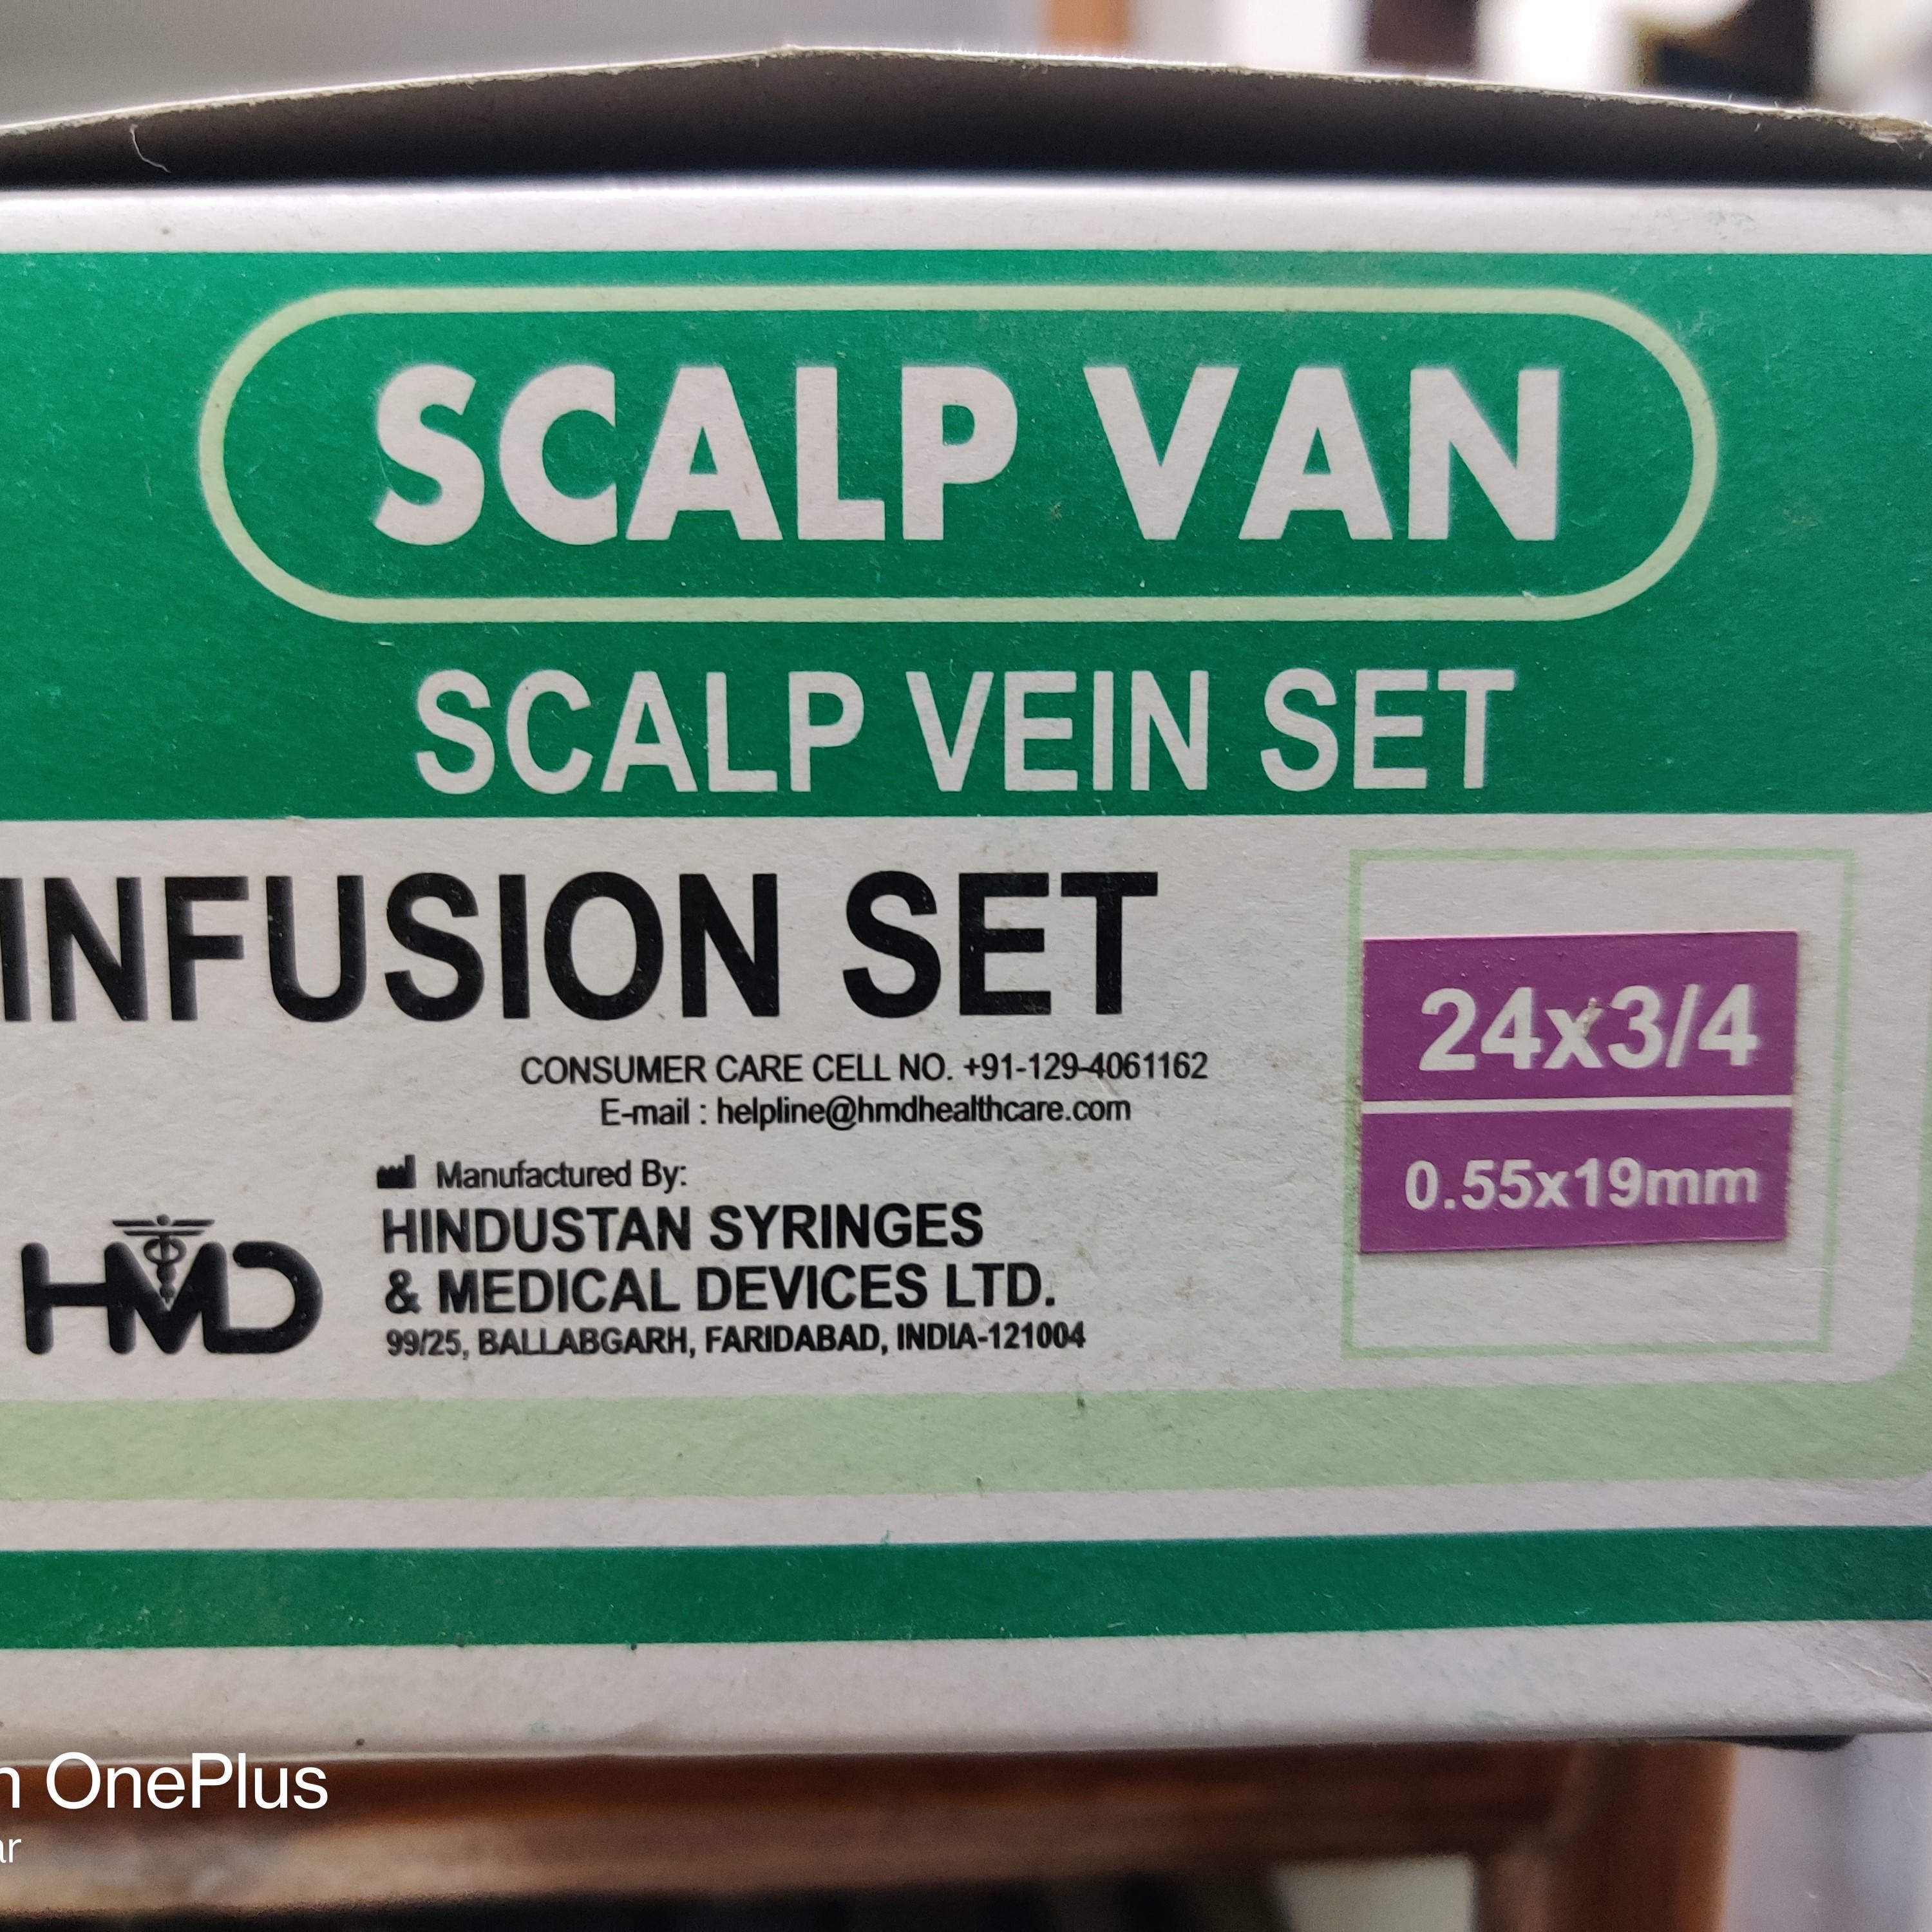 SCALP VAN
SCALP VEIN SET
INFUSION SET
CONSUMER CARE CELL NO. +91-129-4061162
E-mail : helpline@hmdhealthcare.com
Manufactured By:
HINDUSTAN SYRINGES
& MEDICAL DEVICES LTD.
99/25, BALLABGARH, FARIDABAD, INDIA-121004
HMD
24x3/4
0.55x19mm
OnePlus